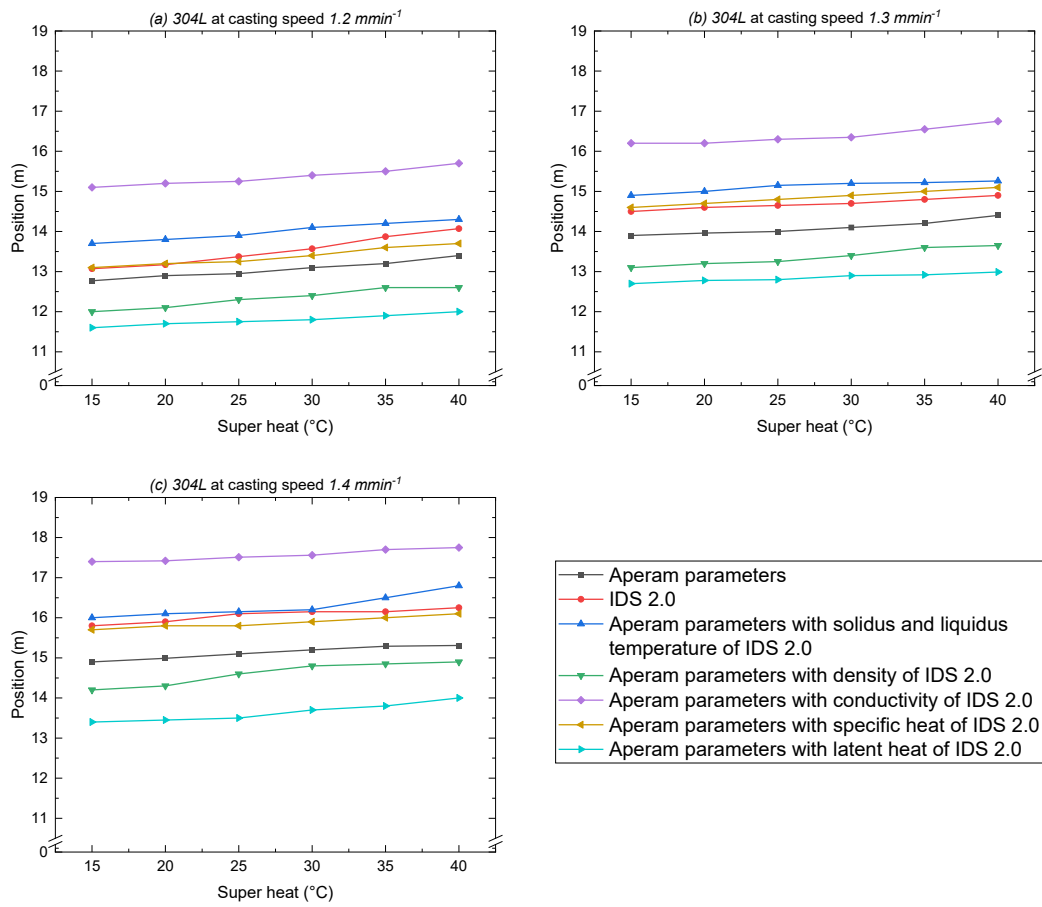 (a) 304L at casting speed 1.2 mmin-1
19
18
17
16
15
14
13
12
11
0
Position (m)
15 20 25 30 35 40
Super heat (°C)
(b) 304L at casting speed 1.3 mmin-1
19
18
17
16
15
14
13
12
11
0
Position (m)
15 20 25 30 35 40
Super heat (°C)
(c) 304L at casting speed 1.4 mmin-1
19
18
17
16
15
14
13
12
11
0
Position (m)
15 20 25 30 35 40
Super heat (°C)
Aperam parameters
IDS 2.0
Aperam parameters with solidus and liquidus
temperature of IDS 2.0
Aperam parameters with density of IDS 2.0
Aperam parameters with conductivity of IDS 2.0
Aperam parameters with specific heat of IDS 2.0
Aperam parameters with latent heat of IDS 2.0